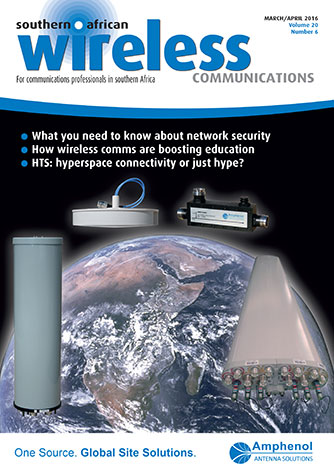 southern african
MARCH/APRIL 2016
Volume 20
Number 6
wireless
For communications professionals in southern Africa
COMMUNICATIONS
What you need to know about network security
How wireless comms are boosting education
HTS: hyperspace connectivity or just hype?
Amphenol
One Source. Global Site Solutions.
Amphenol
ANTENNA SOLUTIONS